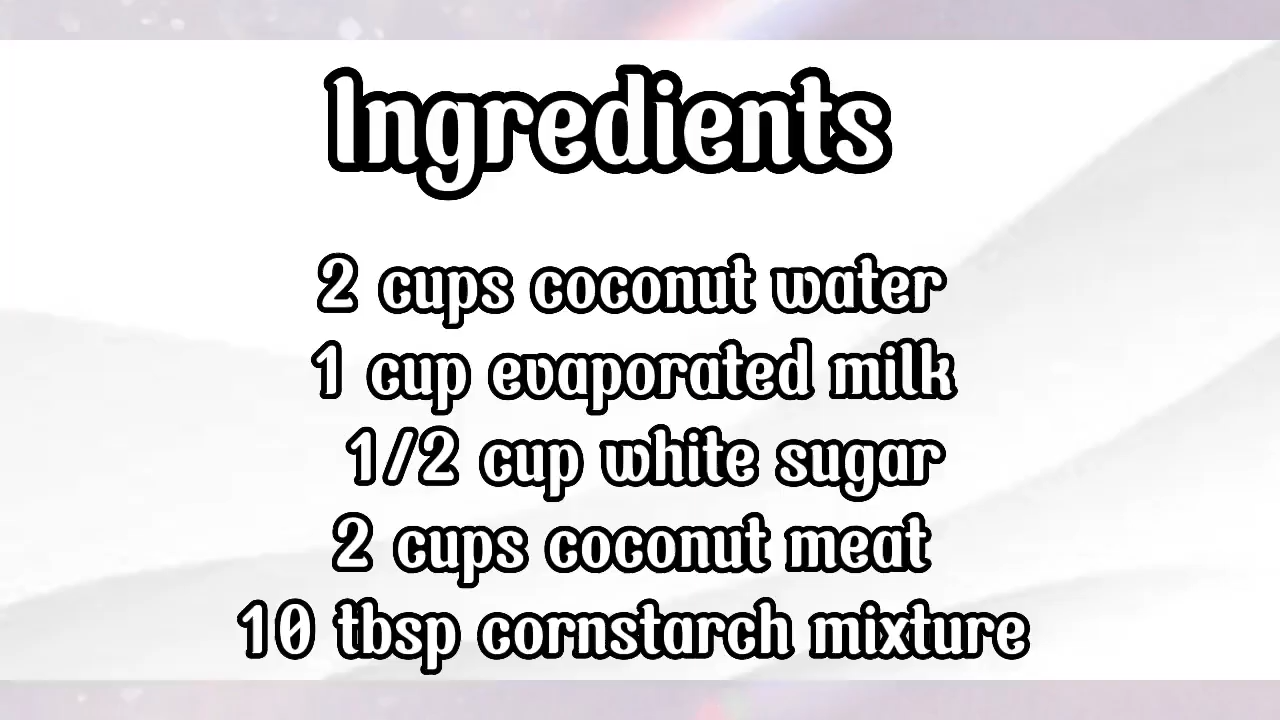 Ingredients
2 cups coconut water
1 cup evaporated milk
1/2 cup white sugar
2 cups coconut meat
10 tbsp cornstarch mixture